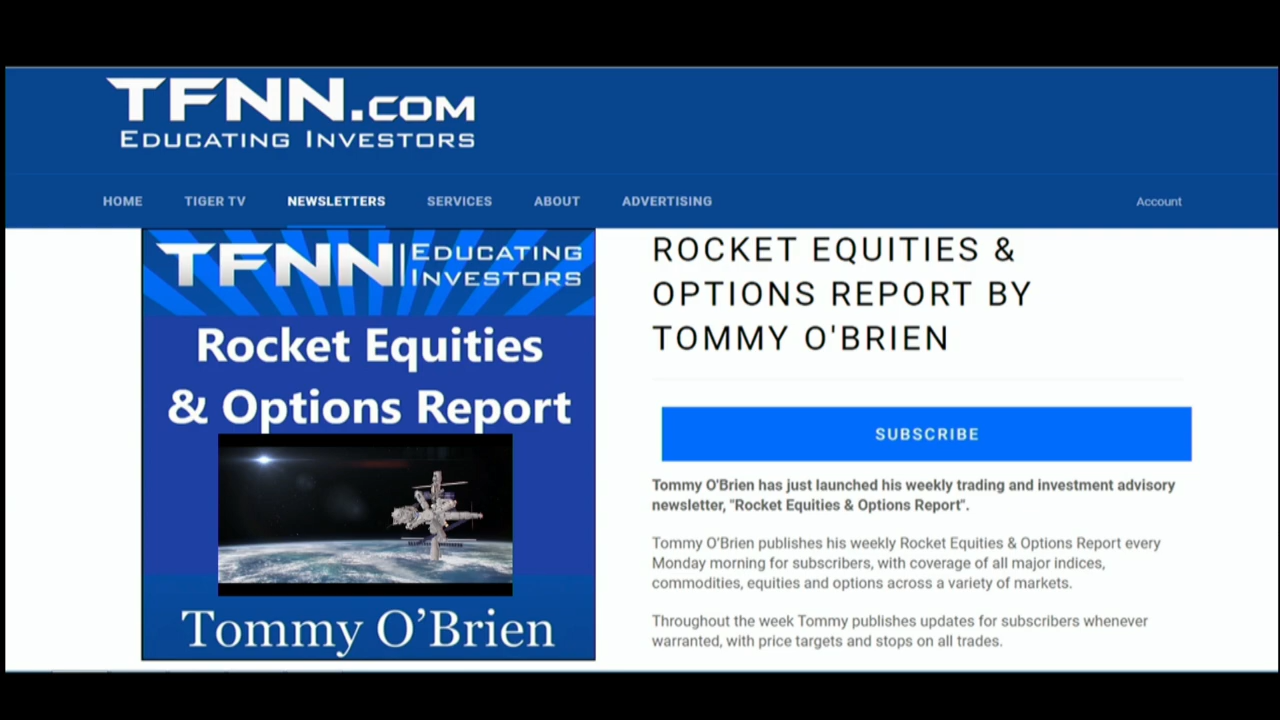 TFNN.COM
EDUCATING INVESTORS
HOME TIGER TV NEWSLETTERS SERVICES ABOUT ADVERTISING Account
TFNN EDUCATING
INVESTORS
Rocket Equities
& Options Report
Tommy O’Brien
ROCKET EQUITIES &
OPTIONS REPORT BY
TOMMY O'BRIEN
SUBSCRIBE
Tommy O'Brien has just launched his weekly trading and investment advisory
newsletter, "Rocket Equities & Options Report".
Tommy O'Brien publishes his weekly Rocket Equities & Options Report every
Monday morning for subscribers, with coverage of all major indices,
commodities, equities and options across a variety of markets.
Throughout the week Tommy publishes updates for subscribers whenever
warranted, with price targets and stops on all trades.